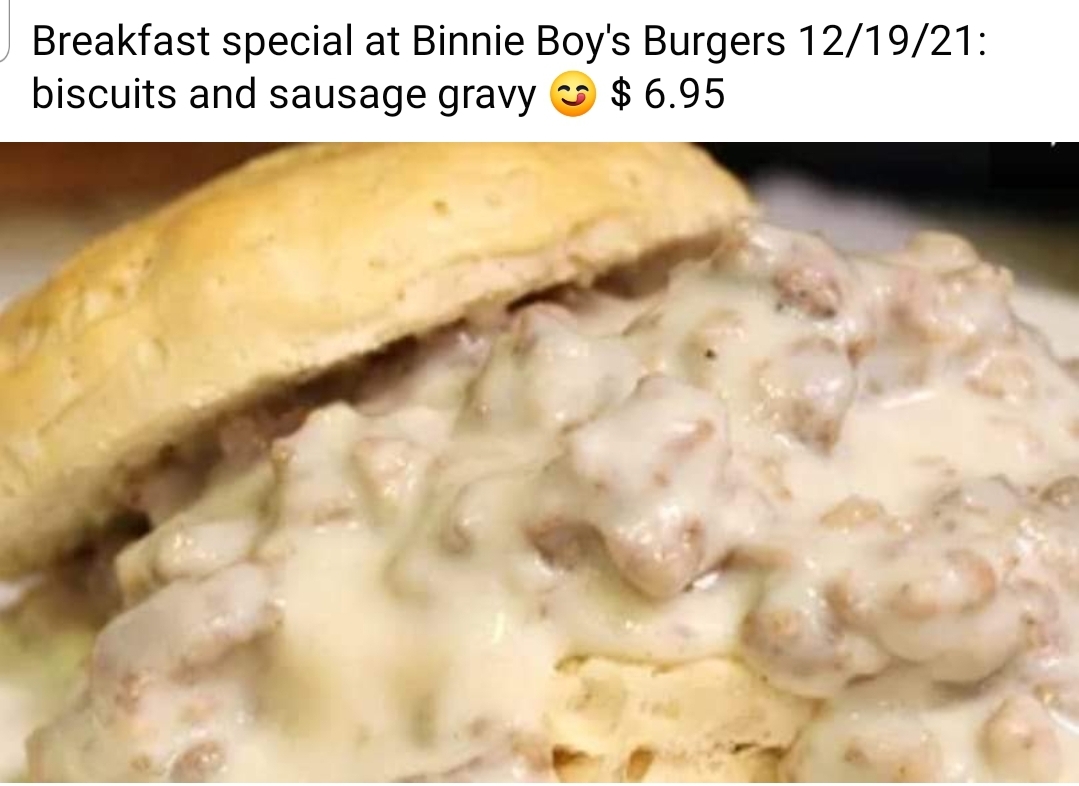 Breakfast special at Binnie Boy's Burgers 12/19/21:
biscuits and sausage gravy 😋 $ 6.95